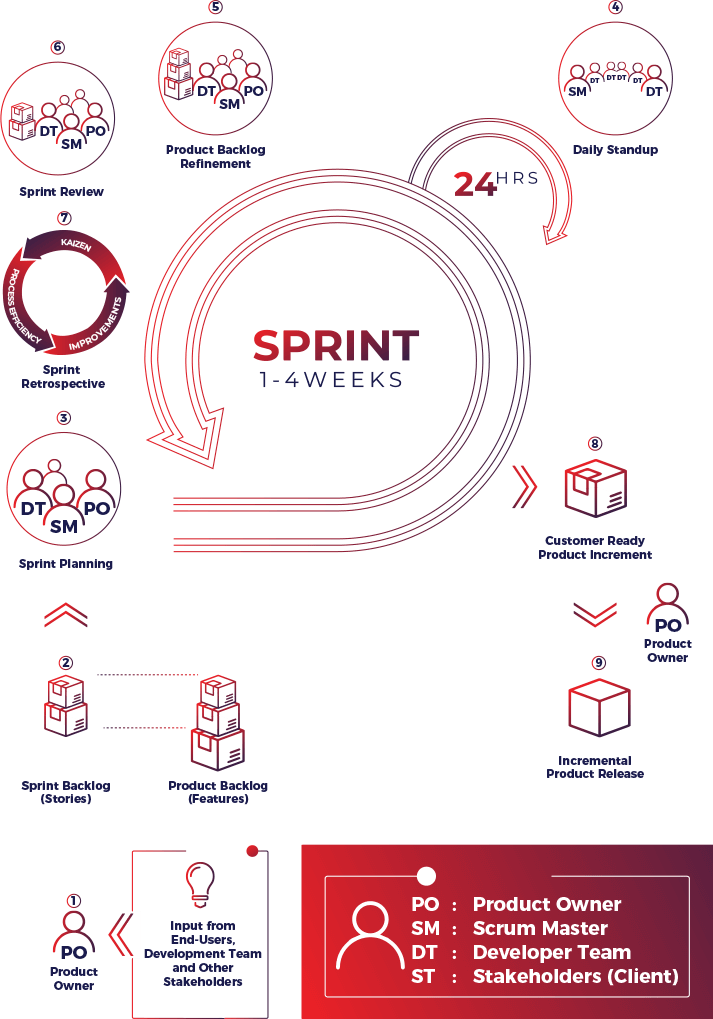 5
4
6
DT
SM
PO
Product Backlog
Refinement
SM
DT
DT
DT
DT
DT
Daily Standup
DT
SM
PO
Sprint Review
24HRS
7
KAIZEN
PROCESS EFFICIENCY
IMPROVEMENTS
Sprint
Retrospective
SPRINT
1-4WEEKS
3
DT
SM
PO
Sprint Planning
8
Customer Ready
Product Increment
PO
Product
Owner
2
Sprint Backlog
(Stories)
Product Backlog
(Features)
9
Incremental
Product Release
1
PO
Product
Owner
Input from
End-Users,
Development Team
and Other
Stakeholders
PO : Product Owner
SM : Scrum Master
DT : Developer Team
ST : Stakeholders (Client)